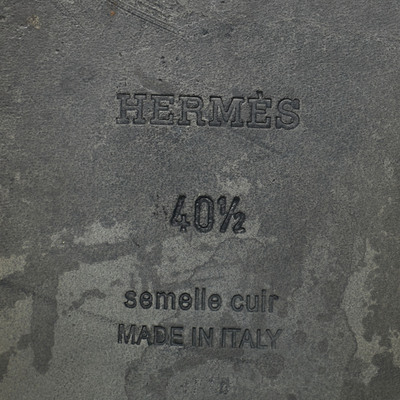 HERMÈS
40½
semelle cuir
MADE IN ITALY